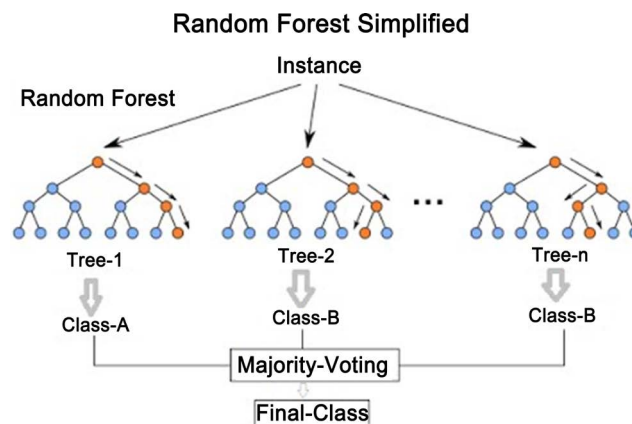 Random Forest Simplified
Instance
Random Forest
...
Tree-1
Tree-2
Tree-n
Class-A
Class-B
Class-B
Majority-Voting
Final-Class